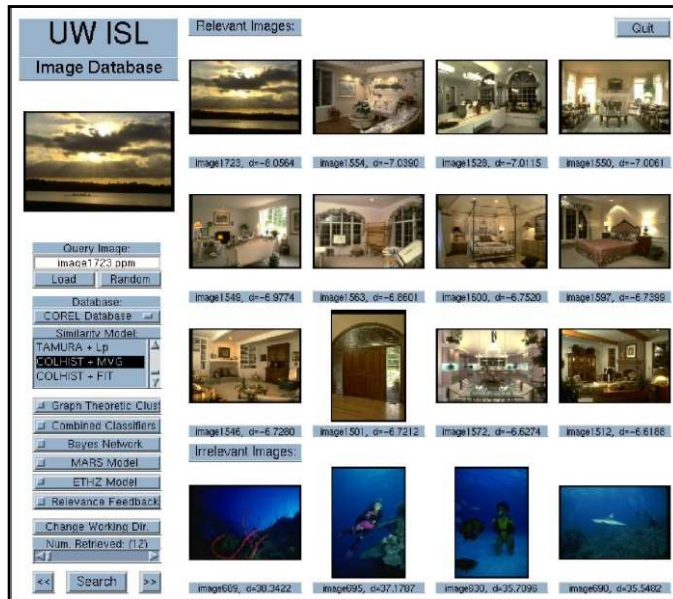 UW ISL
Image Database
Query Image:
image1723.ppm
Load Random
Database:
COREL Database
Similarity Model:
TAMURA + Lp
COLHIST + MVG
COLHIST + FIT
Graph Theoretic Clust
Combined Classifiers
Bayes Network
MARS Model
ETHZ Model
Relevance Feedback
Change Working Dir.
Num. Retrieved: (12)
<< Search >>
Relevant Images:
Quit
image1723, d=-8.0564 image1554, d=-7.0390 image1528, d=-7.0115 image1550, d=-7.0061
image1549, d=-6.9774 image1563, d=-6.8601 image1600, d=-6.7520 image1597, d=-6.7399
image1546, d=-6.7280 image1501, d=-6.7212 image1572, d=-6.6274 image1512, d=-6.6188
Irrelevant Images:
image689, d=38.3422 image695, d=37.1787 image630, d=35.7096 image690, d=35.5482